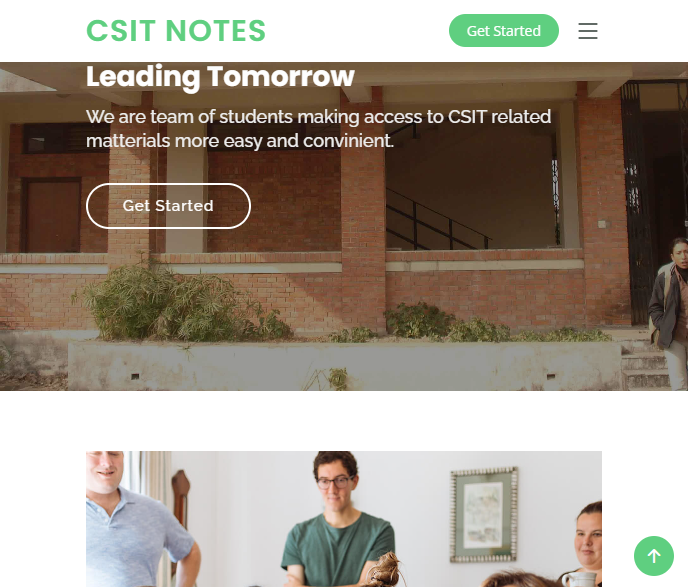 CSIT NOTES
Get Started
Leading Tomorrow
We are team of students making access to CSIT related
matterials more easy and convinient.
Get Started